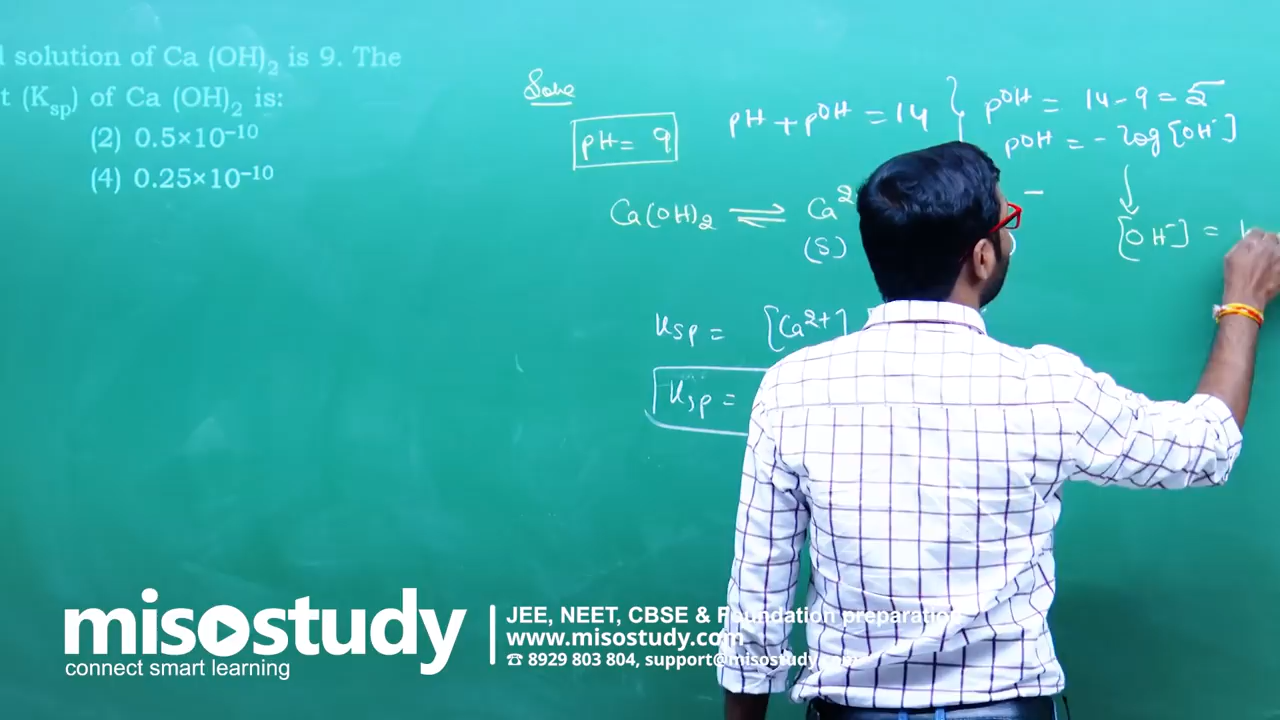 solution of Ca (OH)₂ is 9. The
t (Kₛₚ) of Ca (OH)₂ is:
(2) 0.5×10⁻¹⁰
(4) 0.25×10⁻¹⁰
pH = 9
pH + pOH = 14
pOH = 14 - 9 = 5
pOH = - log [OH⁻]
Ca(OH)₂ ⇌ Ca²
(S)
[OH⁻] =
Ksp = [Ca²⁺]
Ksp =
misostudy
connect smart learning
JEE, NEET, CBSE & Foundation preparation
www.misostudy.com
☎ 8929 803 804, support@misostudy.com